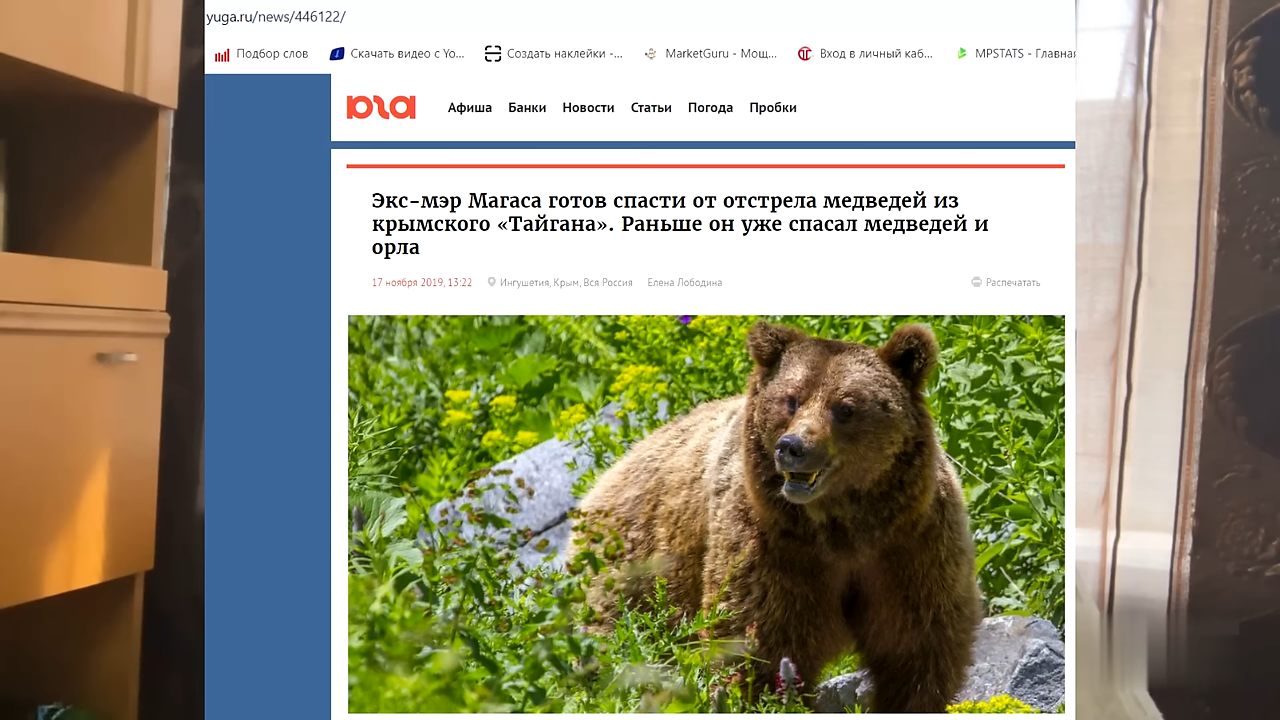 yuga.ru/news/446122/
Подбор слов Скачать видео с Yo... Создать наклейки -... MarketGuru - Мощ... Вход в личный каб... MPSTATS - Главная
юга Афиша Банки Новости Статьи Погода Пробки
Экс-мэр Магаса готов спасти от отстрела медведей из
крымского «Тайгана». Раньше он уже спасал медведей и
орла
17 ноября 2019, 13:22 Ингушетия, Крым, Вся Россия Елена Лободина Распечатать